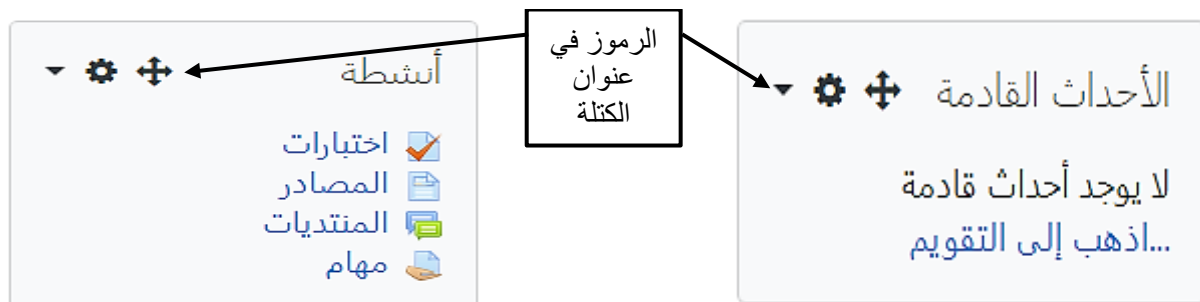 الأحداث القادمة
لا يوجد أحداث قادمة
اذهب إلى التقويم...
الرموز في
عنوان
الكتلة
أنشطة
اختبارات
المصادر
المنتديات
مهام